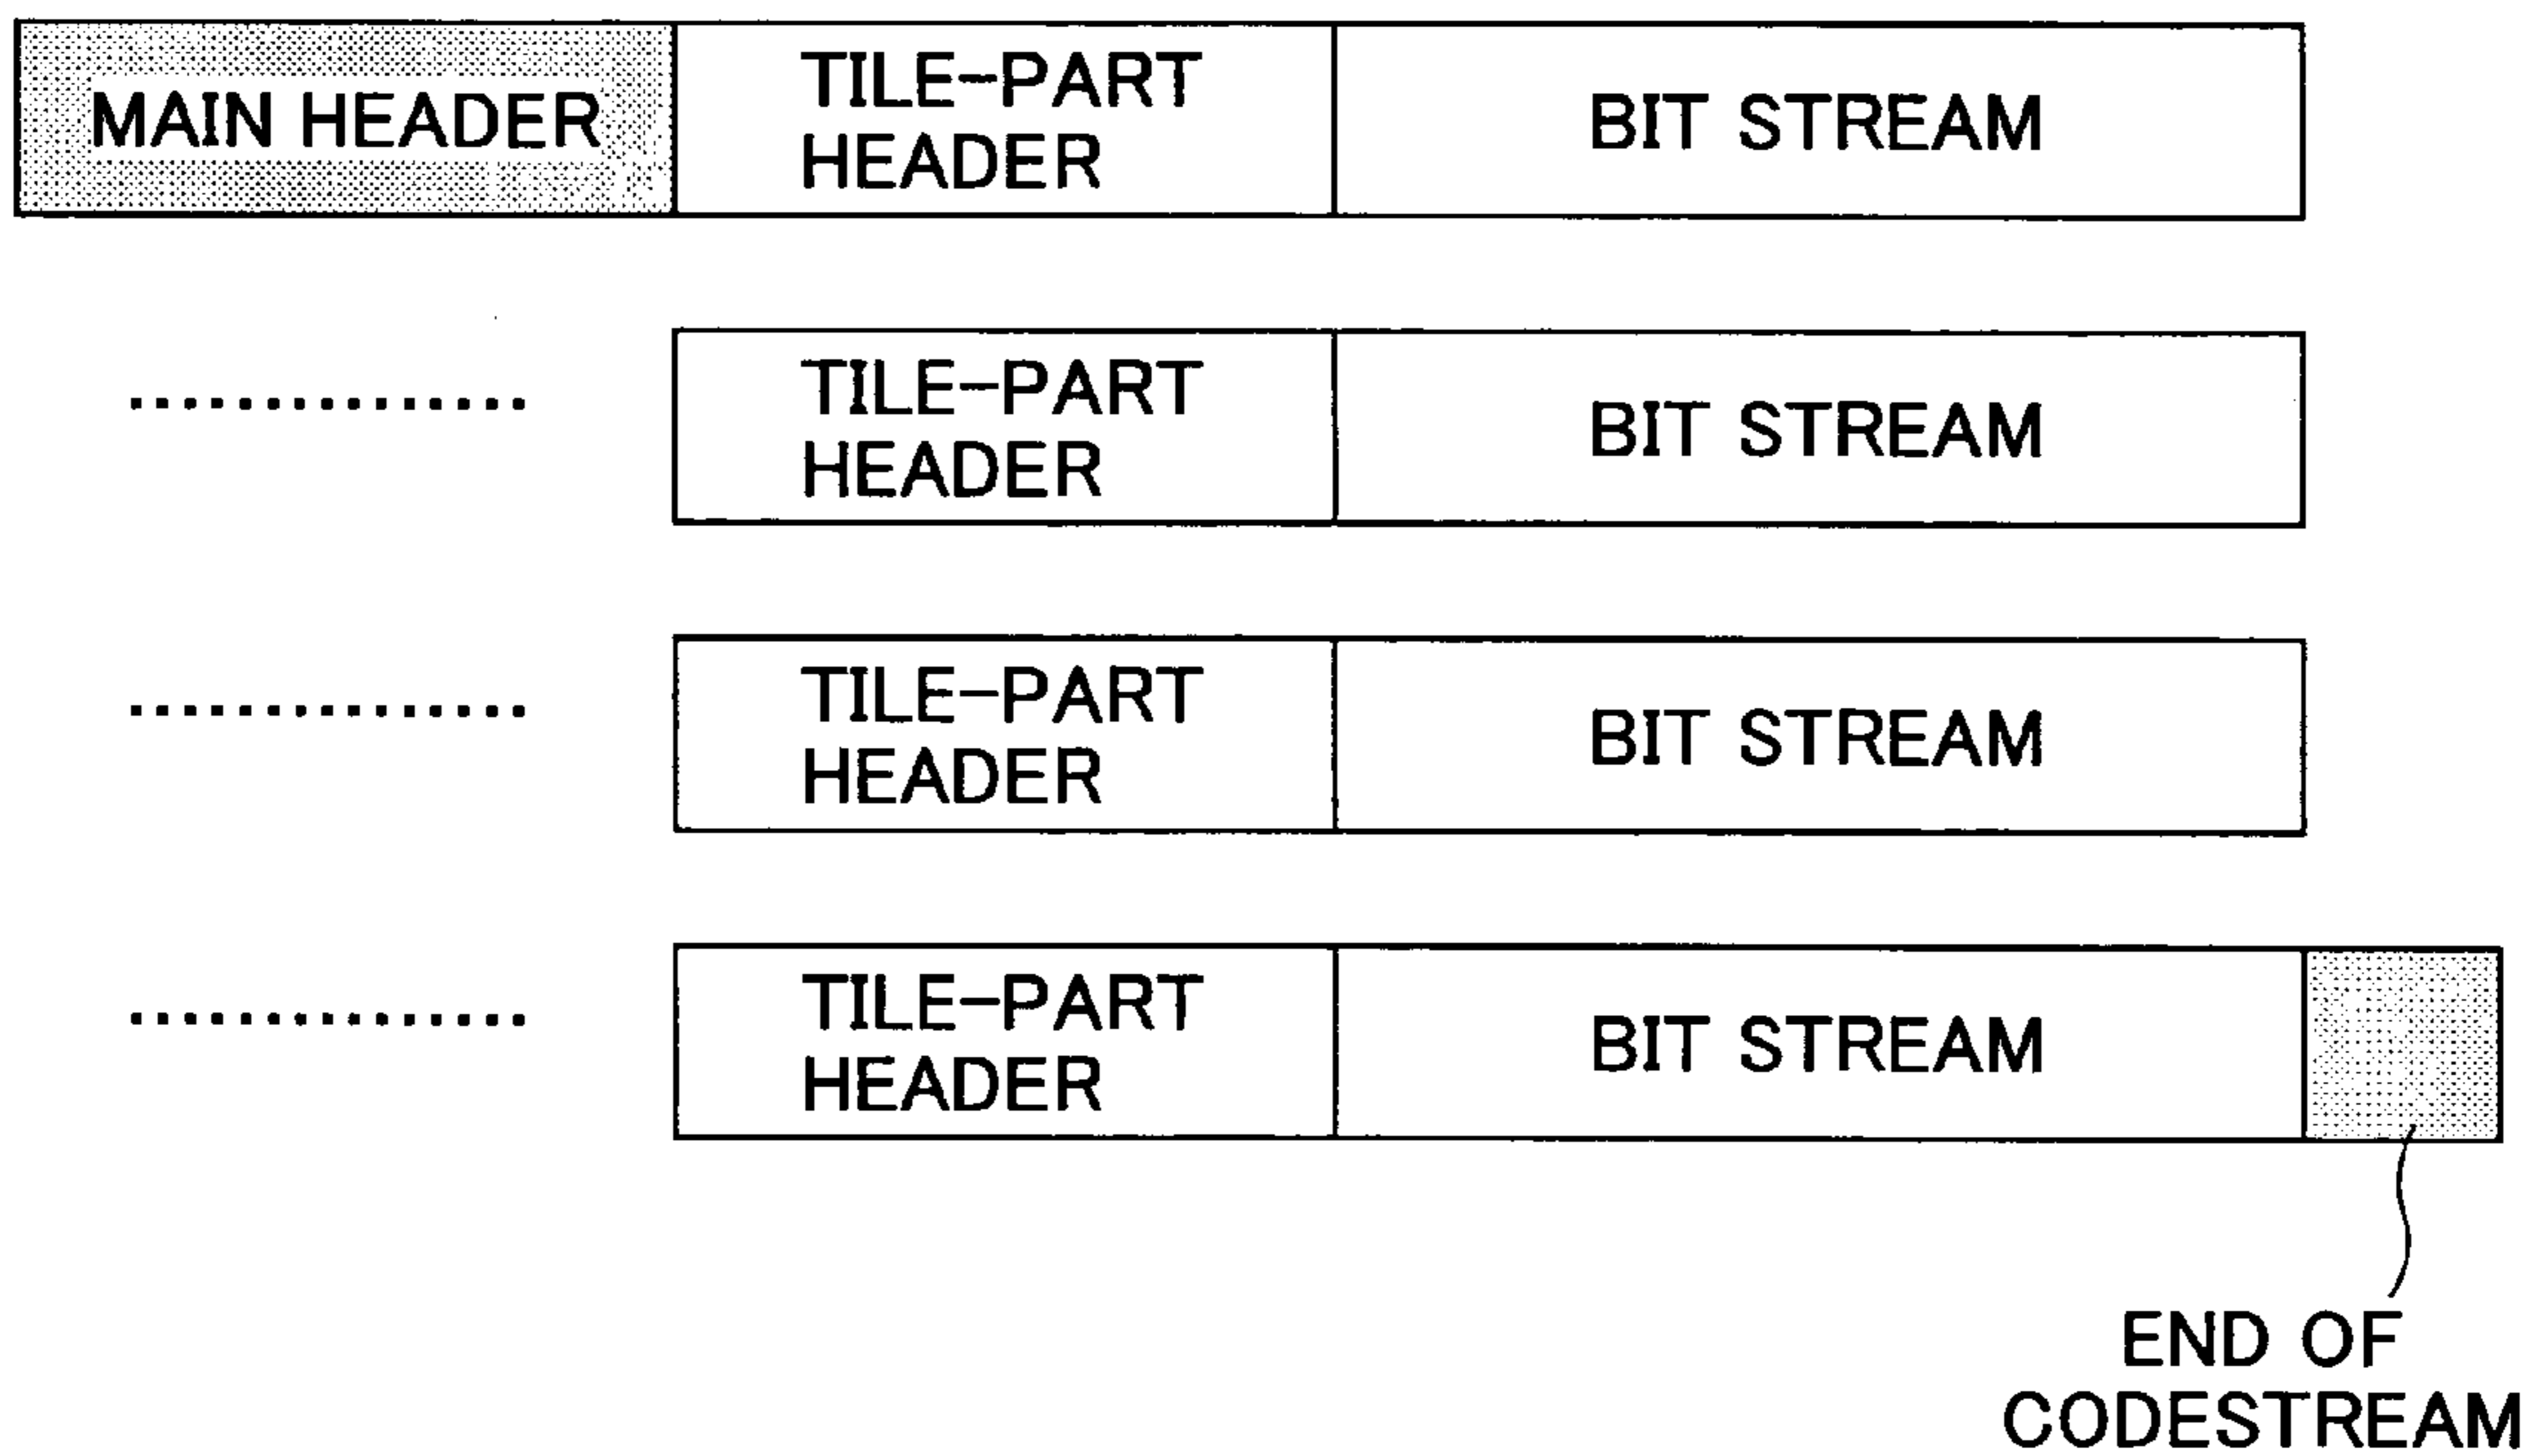 MAIN HEADER
TILE-PART
HEADER
BIT STREAM
TILE-PART
HEADER
BIT STREAM
TILE-PART
HEADER
BIT STREAM
TILE-PART
HEADER
BIT STREAM
END OF
CODESTREAM